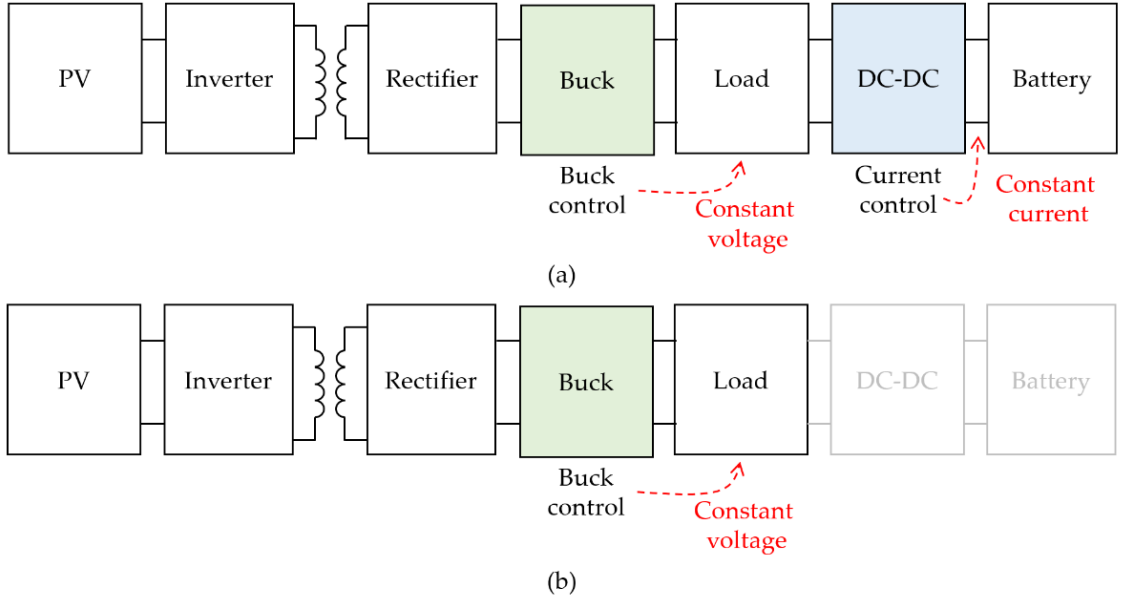 PV
Inverter
Rectifier
Buck
Load
DC-DC
Battery
Buck
control
Constant
voltage
Current
control
Constant
current
(a)
PV
Inverter
Rectifier
Buck
Load
DC-DC
Battery
Buck
control
Constant
voltage
(b)